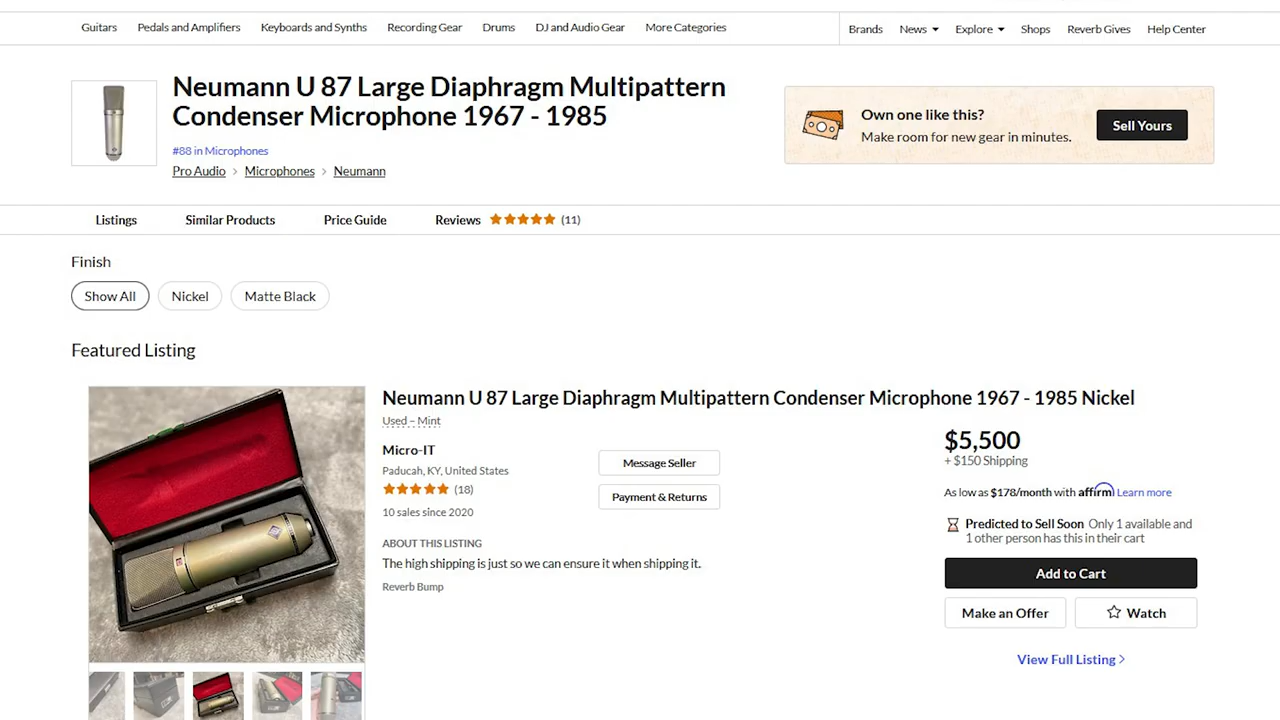 Guitars Pedals and Amplifiers Keyboards and Synths Recording Gear Drums DJ and Audio Gear More Categories Brands News Explore Shops Reverb Gives Help Center
Neumann U 87 Large Diaphragm Multipattern
Condenser Microphone 1967 - 1985
#88 in Microphones
Pro Audio > Microphones > Neumann
Own one like this?
Make room for new gear in minutes.
Sell Yours
Listings Similar Products Price Guide Reviews (11)
Finish
Show All Nickel Matte Black
Featured Listing
Neumann U 87 Large Diaphragm Multipattern Condenser Microphone 1967 - 1985 Nickel
Used – Mint
Micro-IT
Paducah, KY, United States
(18)
10 sales since 2020
Message Seller
Payment & Returns
ABOUT THIS LISTING
The high shipping is just so we can ensure it when shipping it.
Reverb Bump
$5,500
+ $150 Shipping
As low as $178/month with affirm Learn more
Predicted to Sell Soon Only 1 available and
1 other person has this in their cart
Add to Cart
Make an Offer
Watch
View Full Listing >